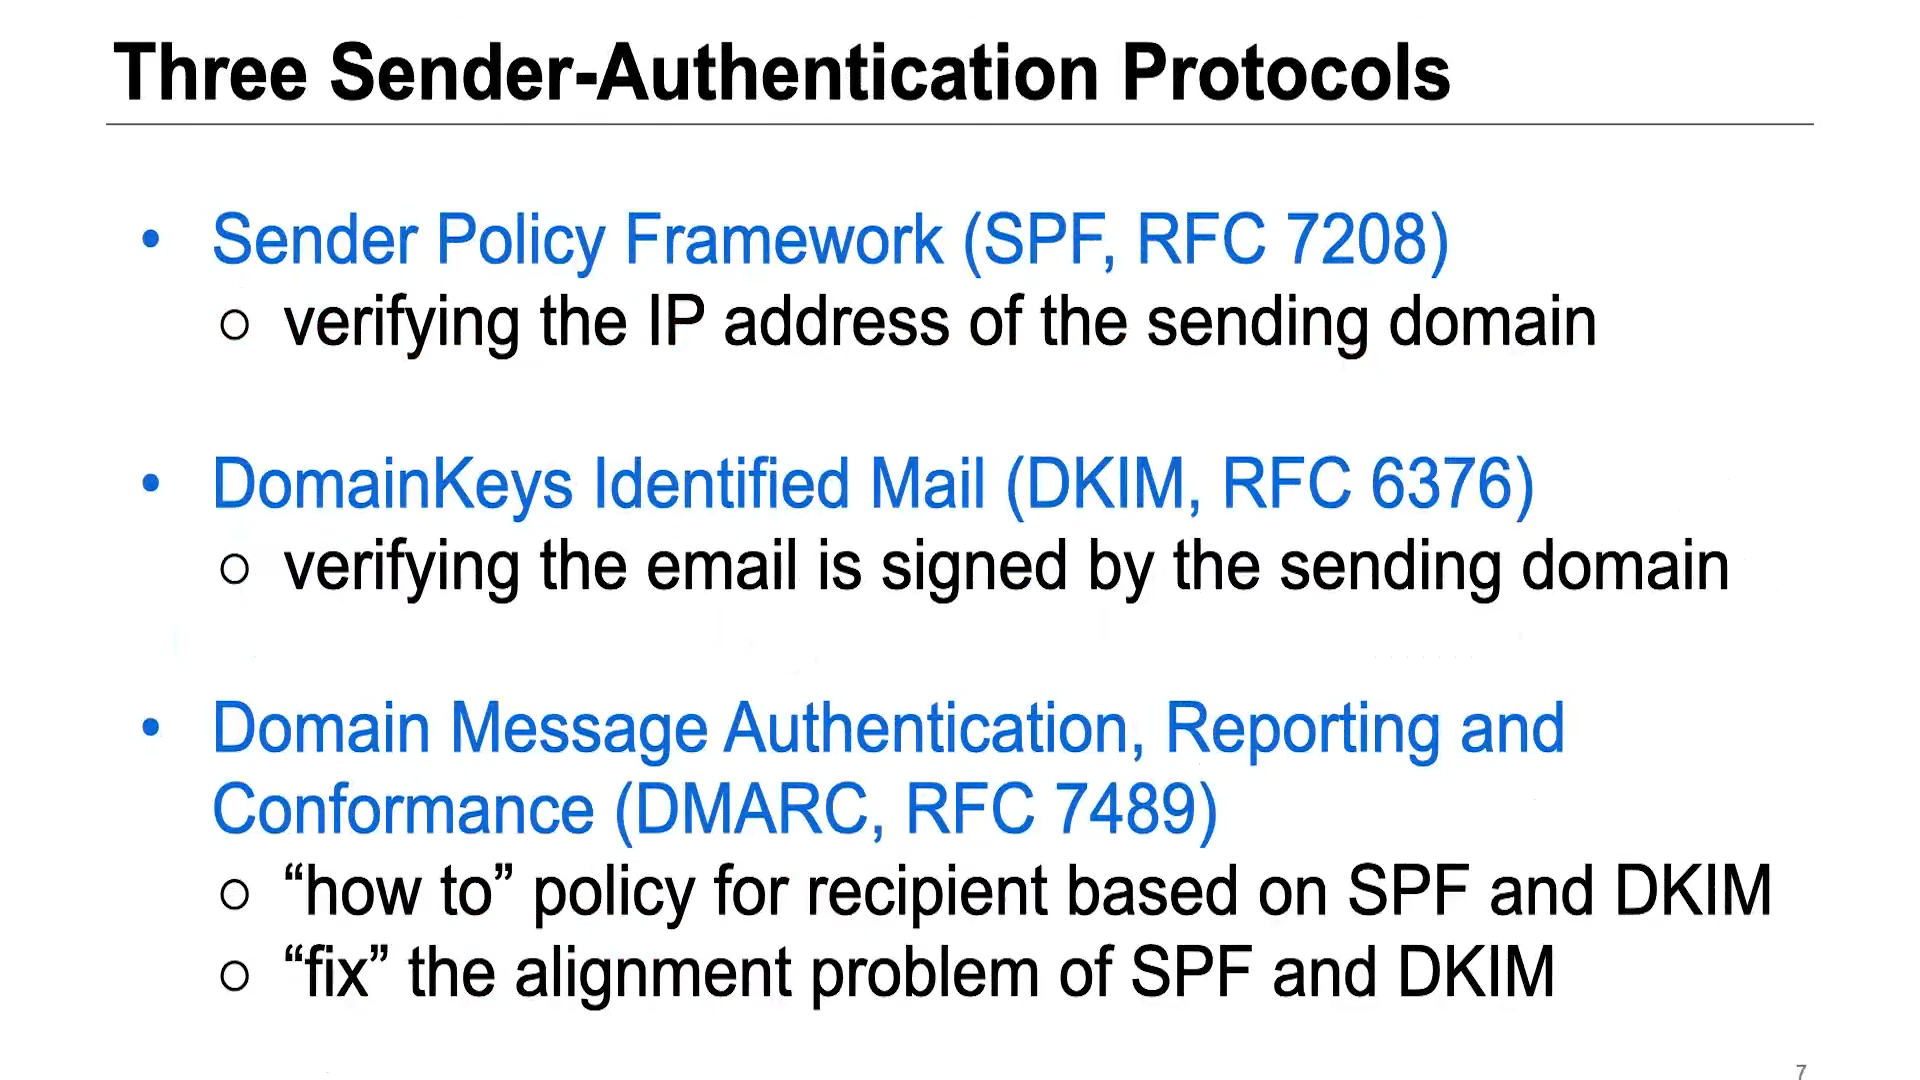 Three Sender-Authentication Protocols
• Sender Policy Framework (SPF, RFC 7208)
○ verifying the IP address of the sending domain
• DomainKeys Identified Mail (DKIM, RFC 6376)
○ verifying the email is signed by the sending domain
• Domain Message Authentication, Reporting and
Conformance (DMARC, RFC 7489)
○ “how to” policy for recipient based on SPF and DKIM
○ “fix” the alignment problem of SPF and DKIM
7